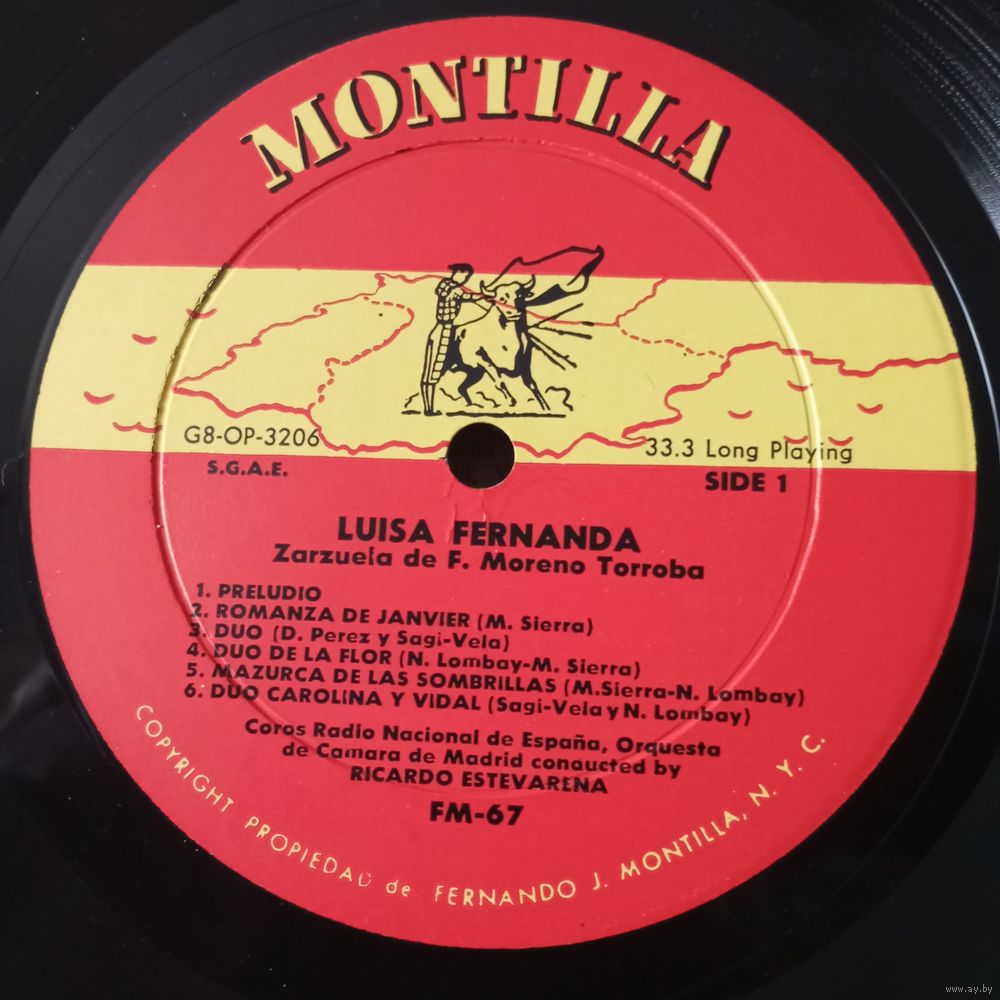 MONTILLA
G8-OP-3206
33.3 Long Playing
S.G.A.E.
SIDE 1
LUISA FERNANDA
Zarzuela de F. Moreno Torroba
1. PRELUDIO
2. ROMANZA DE JANVIER (M. Sierra)
3. DUO (D. Perez y Sagi-Vela)
4. DUO DE LA FLOR (N. Lombay-M. Sierra)
5. MAZURCA DE LAS SOMBRILLAS (M.Sierra-N. Lombay)
6. DUO CAROLINA Y VIDAL (Sagi-Vela y N. Lombay)
Coros Radio Nacional de España, Orquesta
de Camara de Madrid conducted by
RICARDO ESTEVARENA
FM-67
COPYRIGHT PROPIEDAD de FERNANDO J. MONTILLA, N. Y. C.
www.ay.by